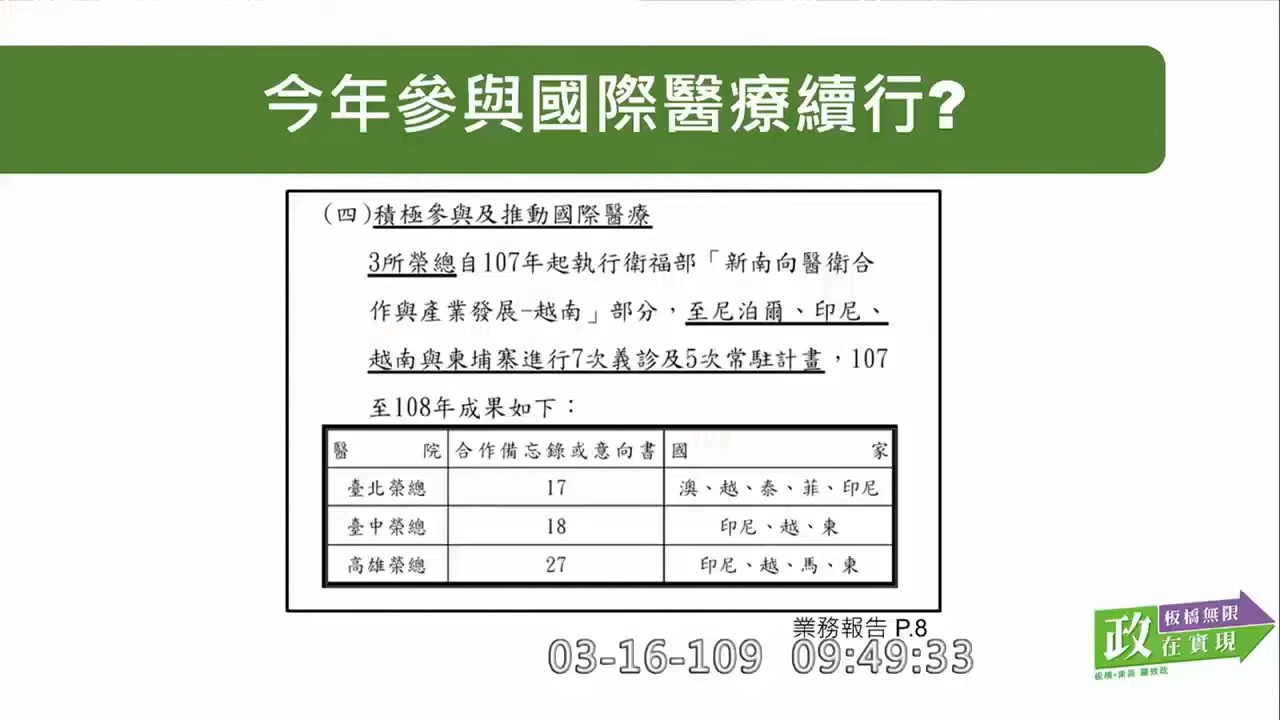 今年參與國際醫療續行?
(四)積極參與及推動國際醫療
3所榮總自107年起執行衛福部「新南向醫衛合
作與產業發展-越南」部分，至尼泊爾、印尼、
越南與柬埔寨進行7次義診及5次常駐計畫，107
至108年成果如下：
醫院 合作備忘錄或意向書 國家
臺北榮總 17 澳、越、泰、菲、印尼
臺中榮總 18 印尼、越、柬
高雄榮總 27 印尼、越、馬、柬
業務報告 P.8
03-16-109 09:49:33
政 板橋無限
在實現
板橋·東區 羅致政